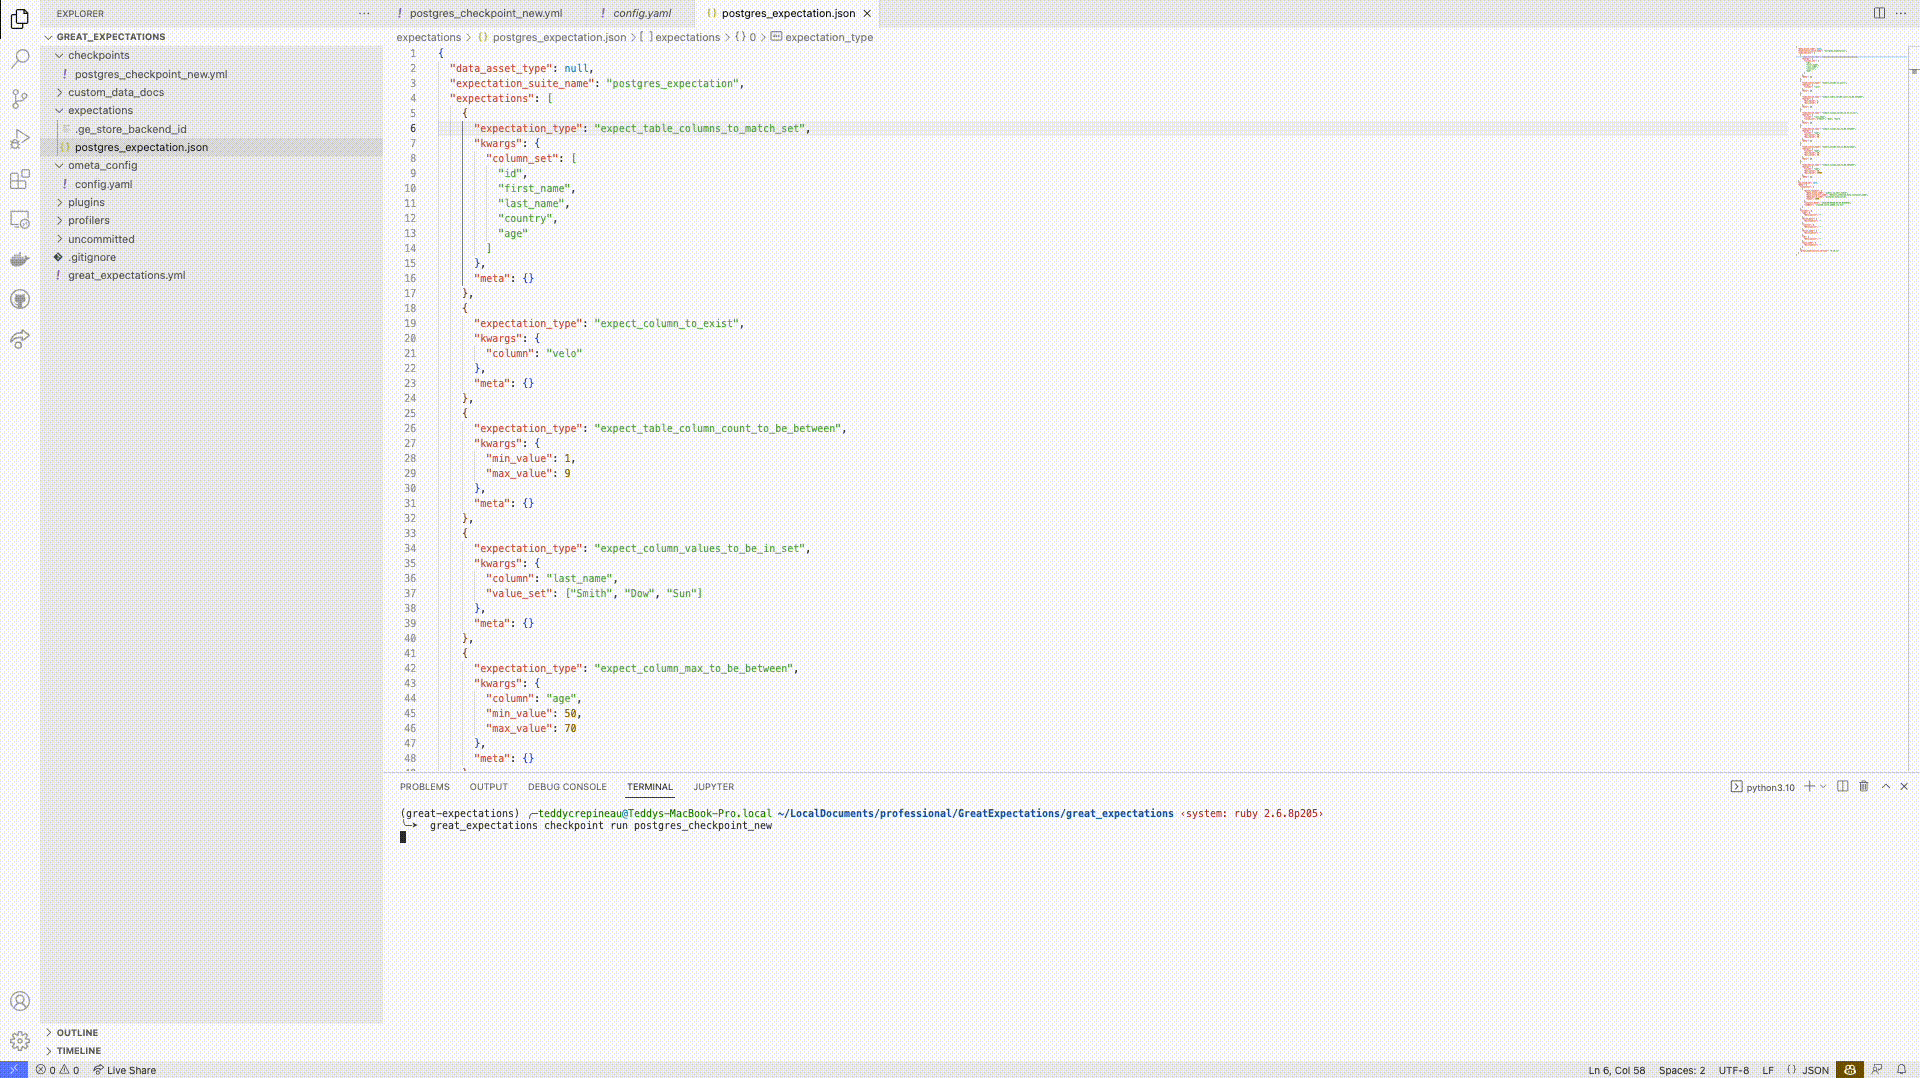 EXPLORER
GREAT_EXPECTATIONS
checkpoints
! postgres_checkpoint_new.yml
custom_data_docs
expectations
.ge_store_backend_id
{} postgres_expectation.json
ometa_config
! config.yaml
plugins
profilers
uncommitted
.gitignore
! great_expectations.yml
OUTLINE
TIMELINE
! postgres_checkpoint_new.yml ! config.yaml {} postgres_expectation.json
expectations > {} postgres_expectation.json > [ ] expectations > {} 0 > expectation_type
1 {
2 "data_asset_type": null,
3 "expectation_suite_name": "postgres_expectation",
4 "expectations": [
5 {
6 "expectation_type": "expect_table_columns_to_match_set",
7 "kwargs": {
8 "column_set": [
9 "id",
10 "first_name",
11 "last_name",
12 "country",
13 "age"
14 ]
15 },
16 "meta": {}
17 },
18 {
19 "expectation_type": "expect_column_to_exist",
20 "kwargs": {
21 "column": "velo"
22 },
23 "meta": {}
24 },
25 {
26 "expectation_type": "expect_table_column_count_to_be_between",
27 "kwargs": {
28 "min_value": 1,
29 "max_value": 9
30 },
31 "meta": {}
32 },
33 {
34 "expectation_type": "expect_column_values_to_be_in_set",
35 "kwargs": {
36 "column": "last_name",
37 "value_set": ["Smith", "Dow", "Sun"]
38 },
39 "meta": {}
40 },
41 {
42 "expectation_type": "expect_column_max_to_be_between",
43 "kwargs": {
44 "column": "age",
45 "min_value": 50,
46 "max_value": 70
47 },
48 "meta": {}
PROBLEMS OUTPUT DEBUG CONSOLE TERMINAL JUPYTER
python3.10
(great-expectations) ╭─teddycrepineau@Teddys-MacBook-Pro.local ~/LocalDocuments/professional/GreatExpectations/great_expectations ‹system: ruby 2.6.8p205›
╰─➤ great_expectations checkpoint run postgres_checkpoint_new
0 0 Live Share
Ln 6, Col 58 Spaces: 2 UTF-8 LF {} JSON